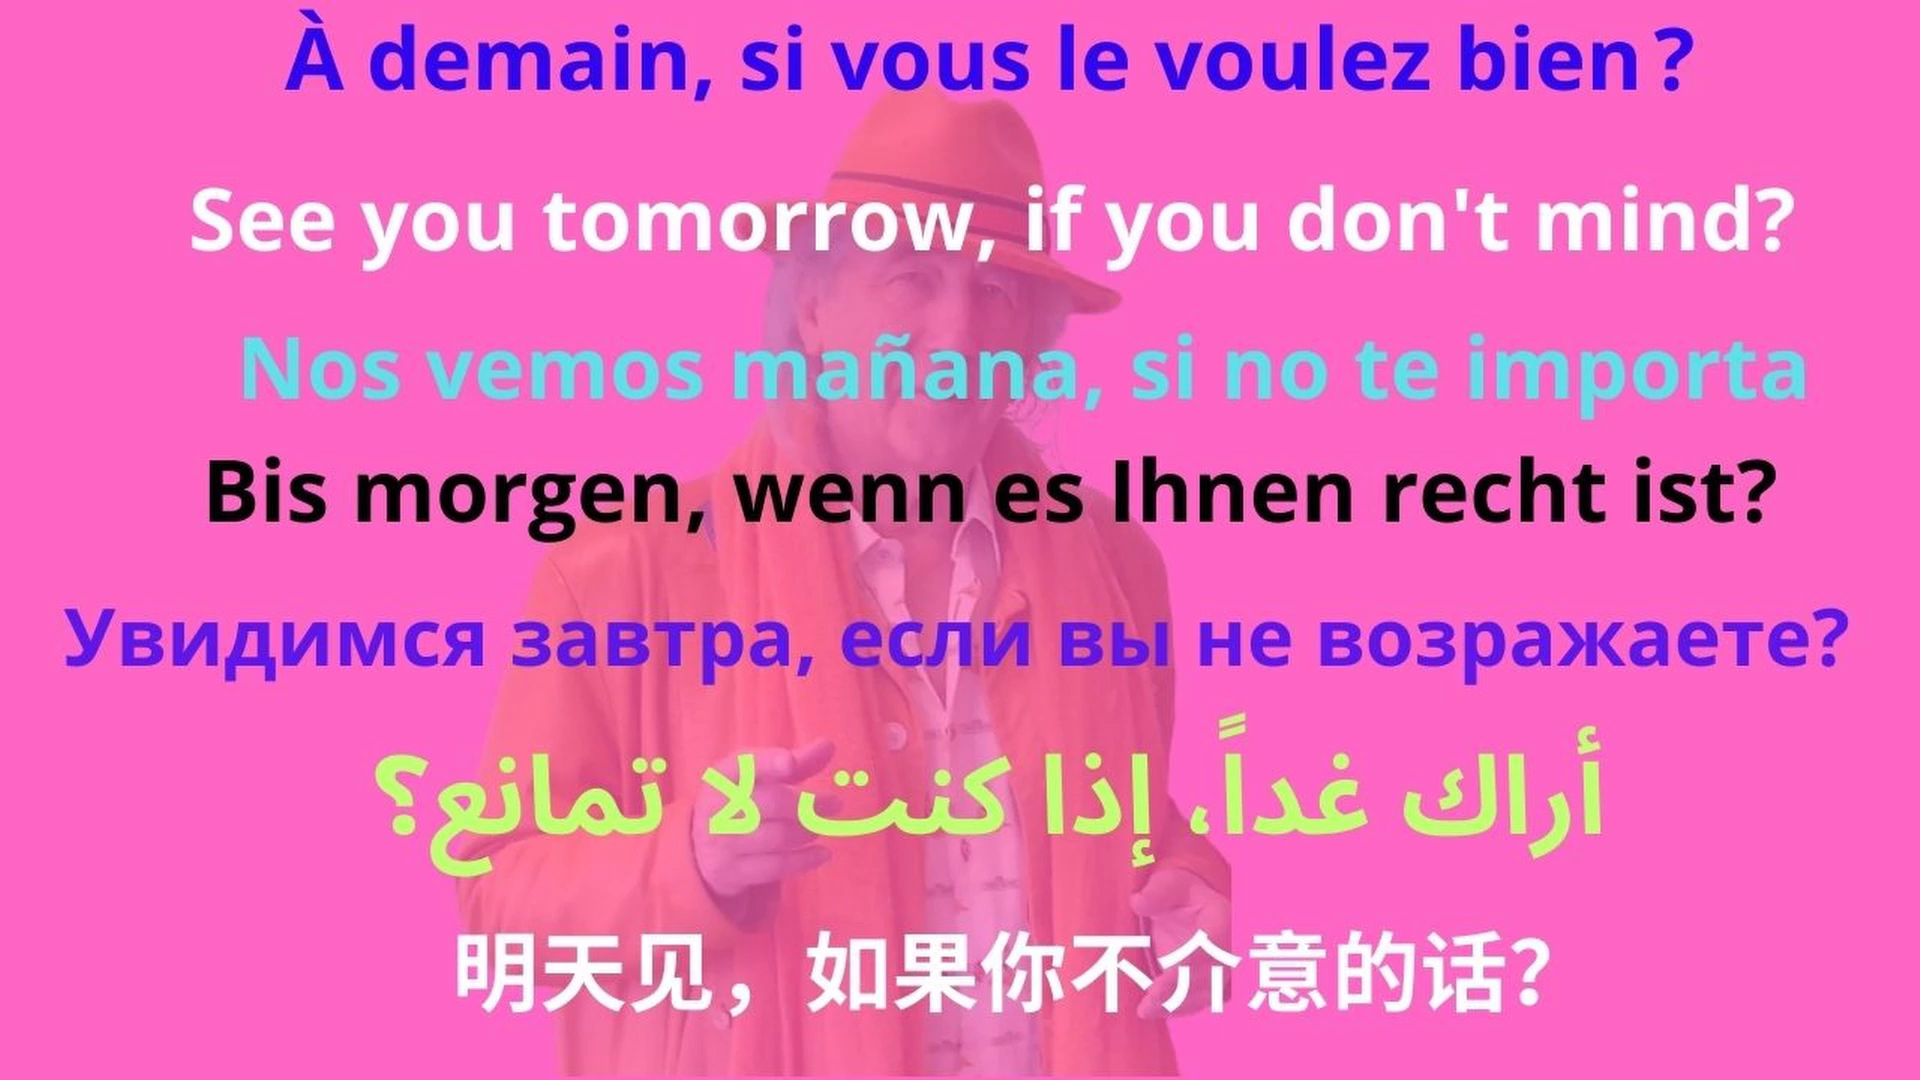 À demain, si vous le voulez bien ?
See you tomorrow, if you don't mind?
Nos vemos mañana, si no te importa
Bis morgen, wenn es Ihnen recht ist?
Увидимся завтра, если вы не возражаете?
أراك غداً، إذا كنت لا تمانع؟
明天见，如果你不介意的话？